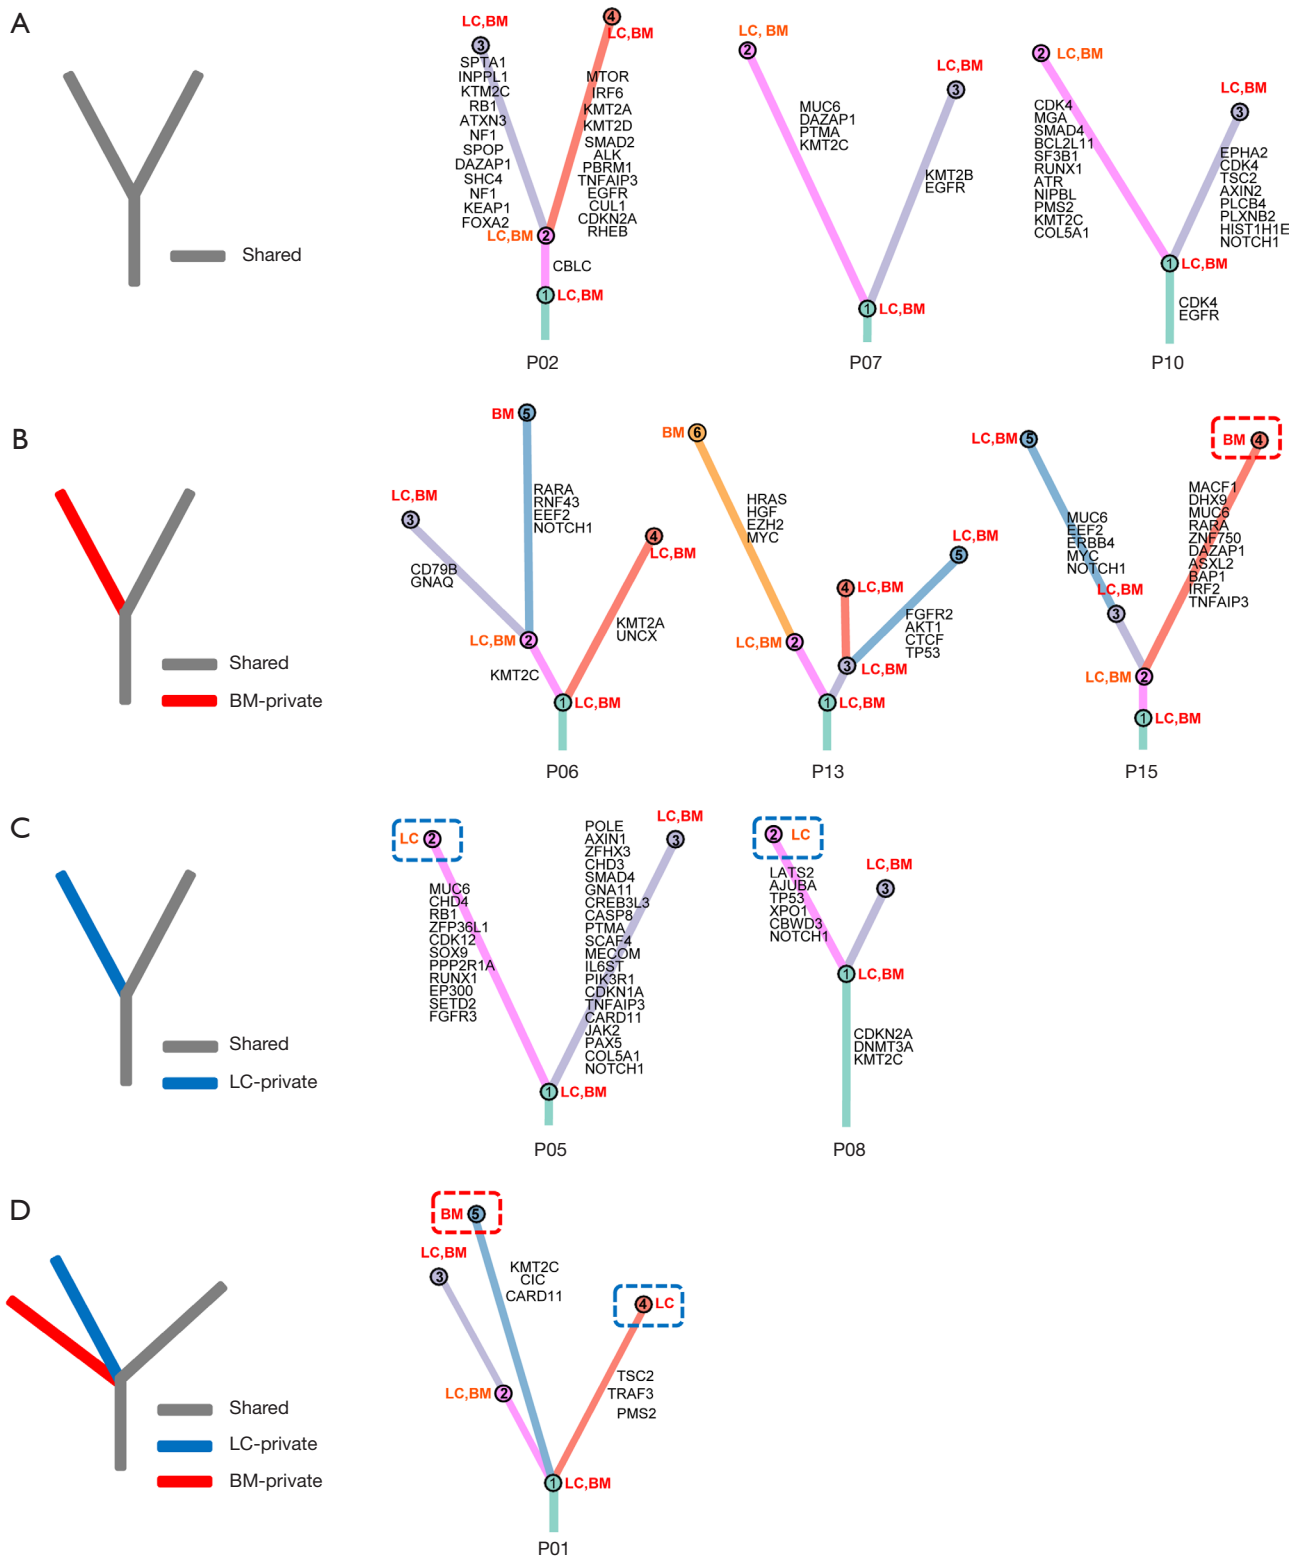 A
Shared
LC,BM
3
SPTA1
INPPL1
KTM2C
RB1
ATXN3
NF1
SPOP
DAZAP1
SHC4
NF1
KEAP1
FOXA2
4
LC,BM
MTOR
IRF6
KMT2A
KMT2D
SMAD2
ALK
PBRM1
TNFAIP3
EGFR
CUL1
CDKN2A
RHEB
LC,BM 2
CBLC
1 LC,BM
P02
LC, BM
2
MUC6
DAZAP1
PTMA
KMT2C
LC,BM
3
KMT2B
EGFR
1 LC,BM
P07
2 LC,BM
CDK4
MGA
SMAD4
BCL2L11
SF3B1
RUNX1
ATR
NIPBL
PMS2
KMT2C
COL5A1
LC,BM
3
EPHA2
CDK4
TSC2
AXIN2
PLCB4
PLXNB2
HIST1H1E
NOTCH1
1 LC,BM
CDK4
EGFR
P10
B
Shared
BM-private
BM 5
RARA
RNF43
EEF2
NOTCH1
LC,BM
3
CD79B
GNAQ
4
LC,BM
KMT2A
UNCX
LC,BM 2
KMT2C
1 LC,BM
P06
BM 6
HRAS
HGF
EZH2
MYC
4 LC,BM
LC,BM
5
FGFR2
AKT1
CTCF
TP53
LC,BM 2
3 LC,BM
1 LC,BM
P13
LC,BM 5
MUC6
EEF2
ERBB4
MYC
NOTCH1
LC,BM
3
BM 4
MACF1
DHX9
MUC6
RARA
ZNF750
DAZAP1
ASXL2
BAP1
IRF2
TNFAIP3
LC,BM 2
1 LC,BM
P15
C
Shared
LC-private
LC 2
MUC6
CHD4
RB1
ZFP36L1
CDK12
SOX9
PPP2R1A
RUNX1
EP300
SETD2
FGFR3
LC,BM
3
POLE
AXIN1
ZFHX3
CHD3
SMAD4
GNA11
CREB3L3
CASP8
PTMA
SCAF4
MECOM
IL6ST
PIK3R1
CDKN1A
TNFAIP3
CARD11
JAK2
PAX5
COL5A1
NOTCH1
1 LC,BM
P05
2 LC
LATS2
AJUBA
TP53
XPO1
CBWD3
NOTCH1
LC,BM
3
1 LC,BM
CDKN2A
DNMT3A
KMT2C
P08
D
Shared
LC-private
BM-private
BM 5
LC,BM
3
KMT2C
CIC
CARD11
4 LC
TSC2
TRAF3
PMS2
LC,BM 2
1 LC,BM
P01